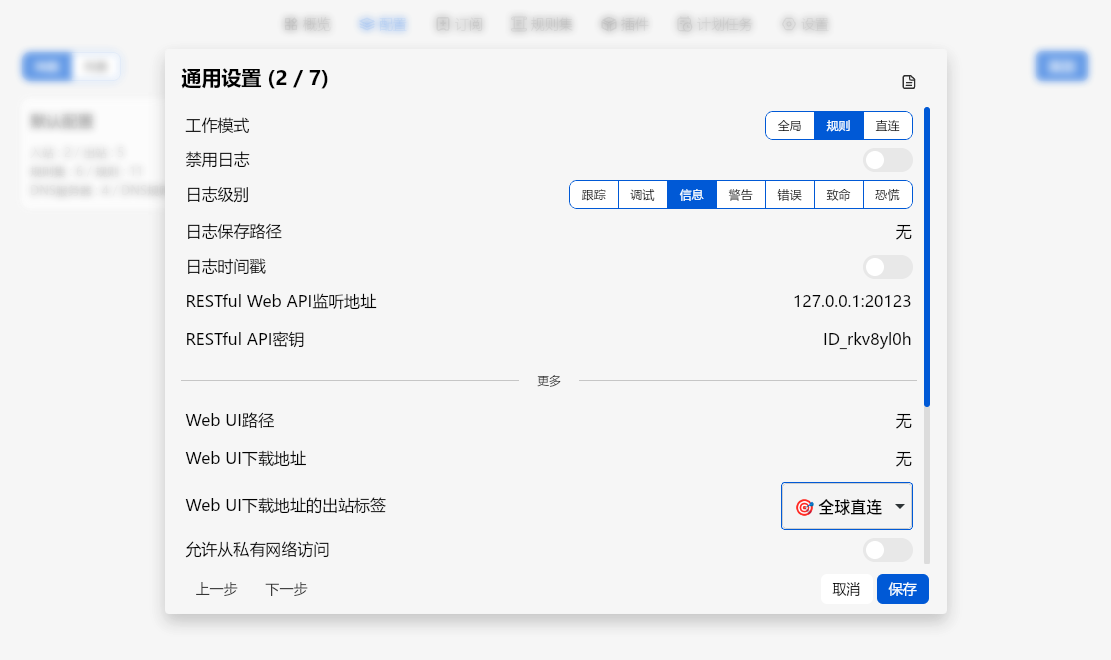 通用设置 (2 / 7)
工作模式 全局 规则 直连
禁用日志
日志级别 跟踪 调试 信息 警告 错误 致命 恐慌
日志保存路径 无
日志时间戳
RESTful Web API监听地址 127.0.0.1:20123
RESTful API密钥 ID_rkv8yl0h
更多
Web UI路径 无
Web UI下载地址 无
Web UI下载地址的出站标签 🎯 全球直连
允许从私有网络访问
上一步 下一步 取消 保存